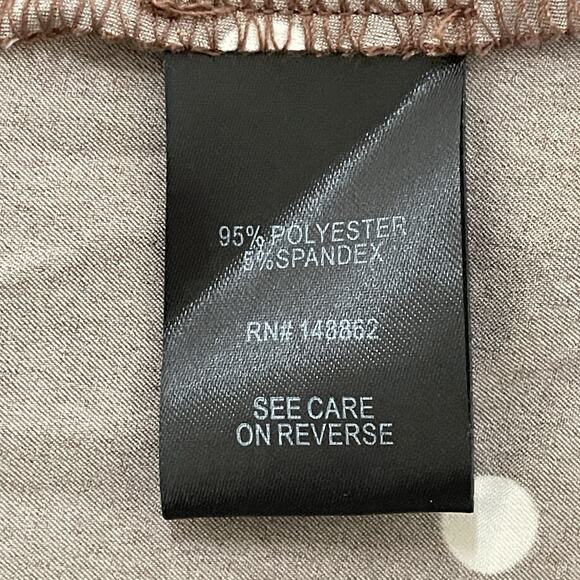 95% POLYESTER
5%SPANDEX
RN# 148862
SEE CARE
ON REVERSE